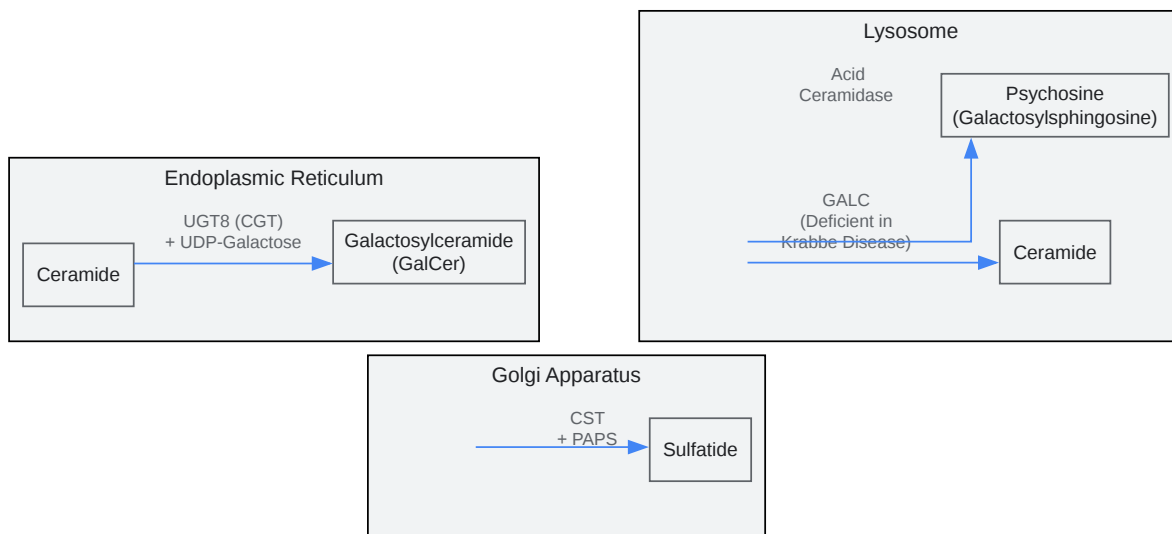 Endoplasmic Reticulum
UGT8 (CGT)
+ UDP-Galactose
Ceramide
Galactosylceramide
(GalCer)
Lysosome
Acid
Ceramidase
Psychosine
(Galactosylsphingosine)
GALC
(Deficient in
Krabbe Disease)
Ceramide
Golgi Apparatus
CST
+ PAPS
Sulfatide